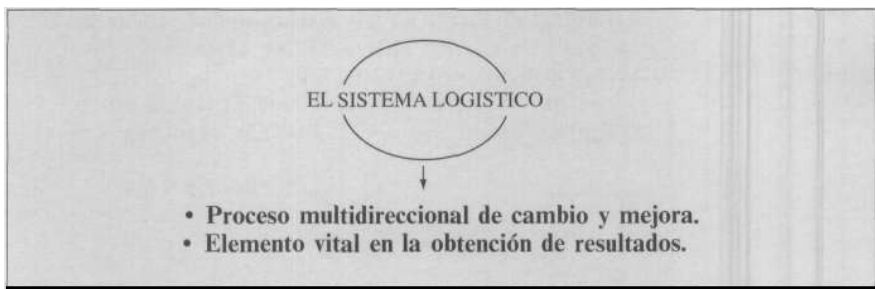 EL SISTEMA LOGISTICO
• Proceso multidireccional de cambio y mejora.
• Elemento vital en la obtención de resultados.